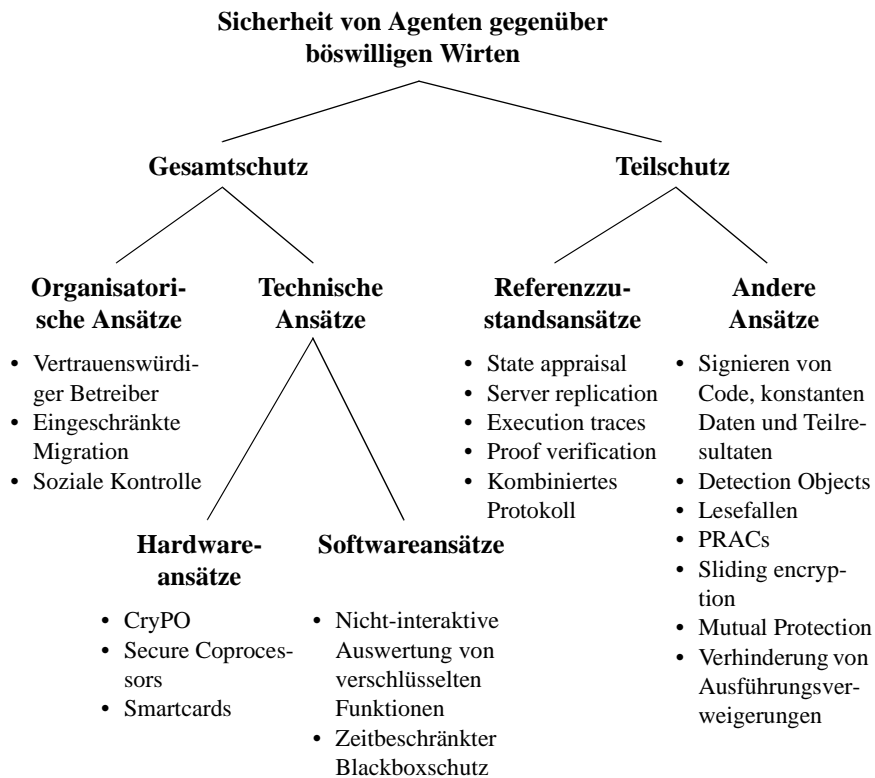 Sicherheit von Agenten gegenüber
böswilligen Wirten
Gesamtschutz
Teilschutz
Organisatori-
sche Ansätze
• Vertrauenswürdi-
ger Betreiber
• Eingeschränkte
Migration
• Soziale Kontrolle
Technische
Ansätze
Hardware-
ansätze
• CryPO
• Secure Coproces-
sors
• Smartcards
Softwareansätze
• Nicht-interaktive
Auswertung von
verschlüsselten
Funktionen
• Zeitbeschränkter
Blackboxschutz
Referenzzu-
standsansätze
• State appraisal
• Server replication
• Execution traces
• Proof verification
• Kombiniertes
Protokoll
Andere
Ansätze
• Signieren von
Code, konstanten
Daten und Teilre-
sultaten
• Detection Objects
• Lesefallen
• PRACs
• Sliding encryp-
tion
• Mutual Protection
• Verhinderung von
Ausführungsver-
weigerungen